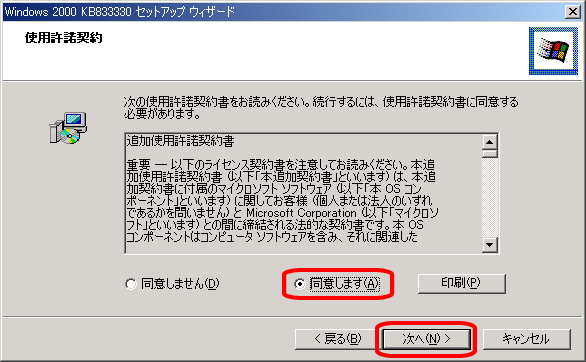 Windows 2000 KB833330 セットアップ ウィザード
使用許諾契約
次の使用許諾契約書をお読みください。続行するには、使用許諾契約書に同意する
必要があります。
追加使用許諾契約書
重要 ― 以下のライセンス契約書を注意してお読みください。本追
加使用許諾契約書 (以下「本追加契約書」といいます) は、本追
加契約書に付属のマイクロソフト ソフトウェア (以下「本 OS コン
ポーネント」といいます) に関してお客様 (個人または法人のいずれ
であるかを問いません) と Microsoft Corporation (以下「マイクロソ
フト」といいます) との間に締結される法的な契約書です。本 OS
コンポーネントはコンピュータ ソフトウェアを含み、それに関連した
同意しません(D)
同意します(A)
印刷(P)
< 戻る(B)
次へ(N) >
キャンセル